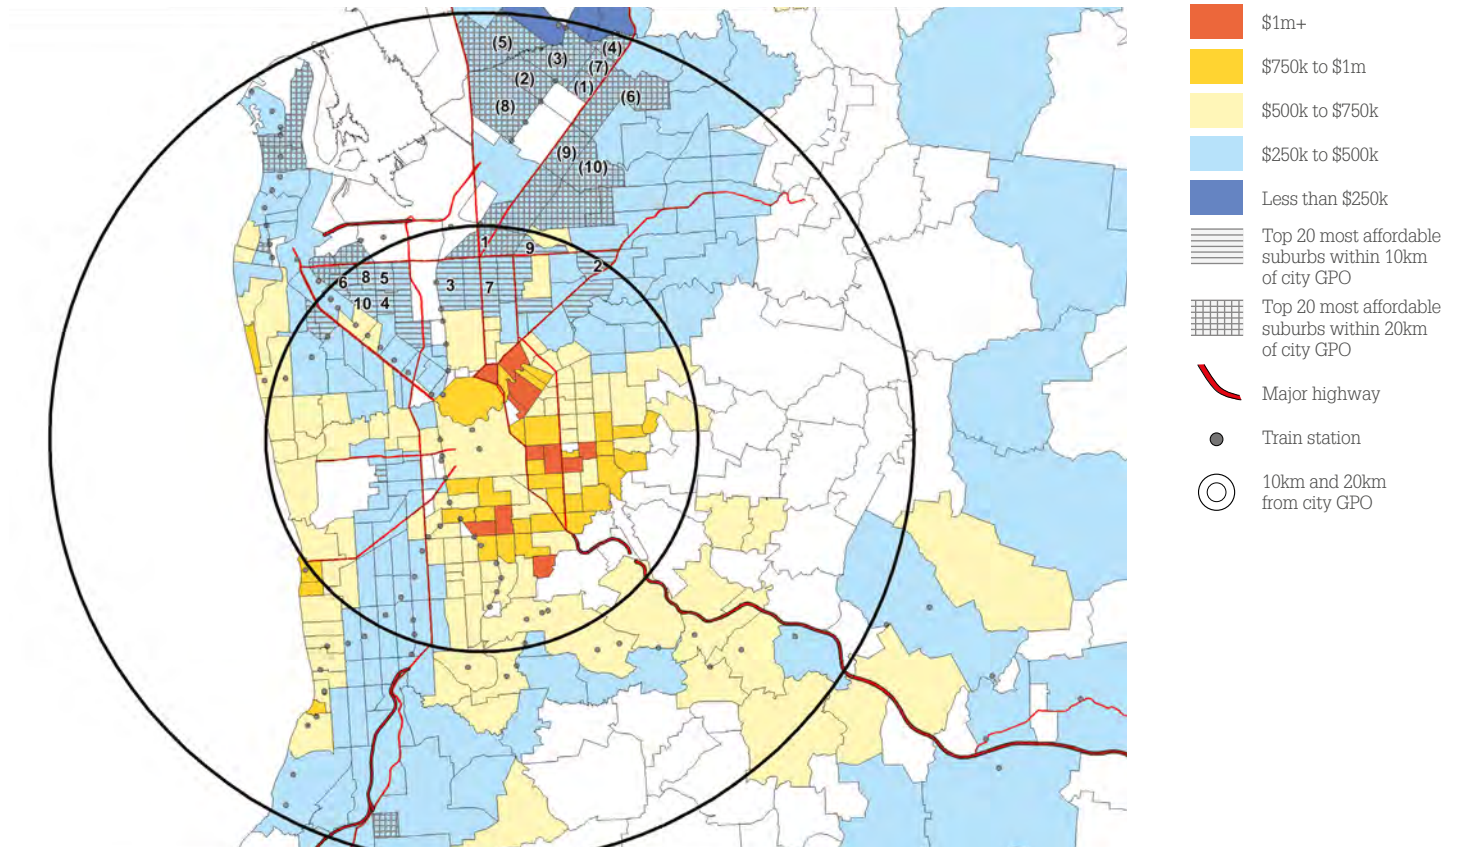 (5)
(4)
(3)
(7)
(2)
(1)
(6)
(8)
(9)
(10)
1
9
2
8 5
6
3
7
10 4
$1m+
$750k to $1m
$500k to $750k
$250k to $500k
Less than $250k
Top 20 most affordable
suburbs within 10km
of city GPO
Top 20 most affordable
suburbs within 20km
of city GPO
Major highway
Train station
10km and 20km
from city GPO